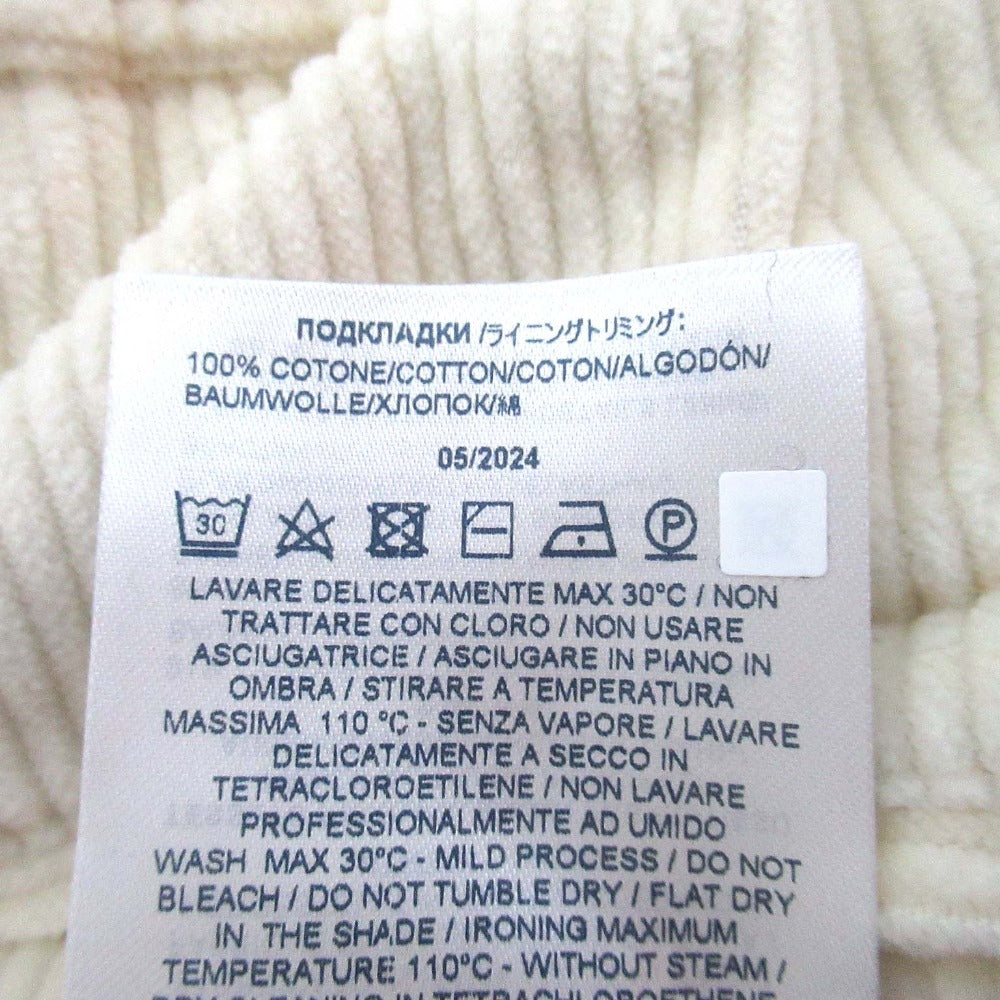 ПОДКЛАДКИ /ライニングトリミング:
100% COTONE/COTTON/COTON/ALGODÓN/
BAUMWOLLE/ХЛОПОК/綿
05/2024
30
P
LAVARE DELICATAMENTE MAX 30°C / NON
TRATTARE CON CLORO / NON USARE
ASCIUGATRICE / ASCIUGARE IN PIANO IN
OMBRA / STIRARE A TEMPERATURA
MASSIMA 110 °C - SENZA VAPORE / LAVARE
DELICATAMENTE A SECCO IN
TETRACLOROETILENE / NON LAVARE
PROFESSIONALMENTE AD UMIDO
WASH MAX 30°C - MILD PROCESS / DO NOT
BLEACH / DO NOT TUMBLE DRY / FLAT DRY
IN THE SHADE / IRONING MAXIMUM
TEMPERATURE 110°C - WITHOUT STEAM /
DRY CLEANING IN TETRACHLOROETHENE